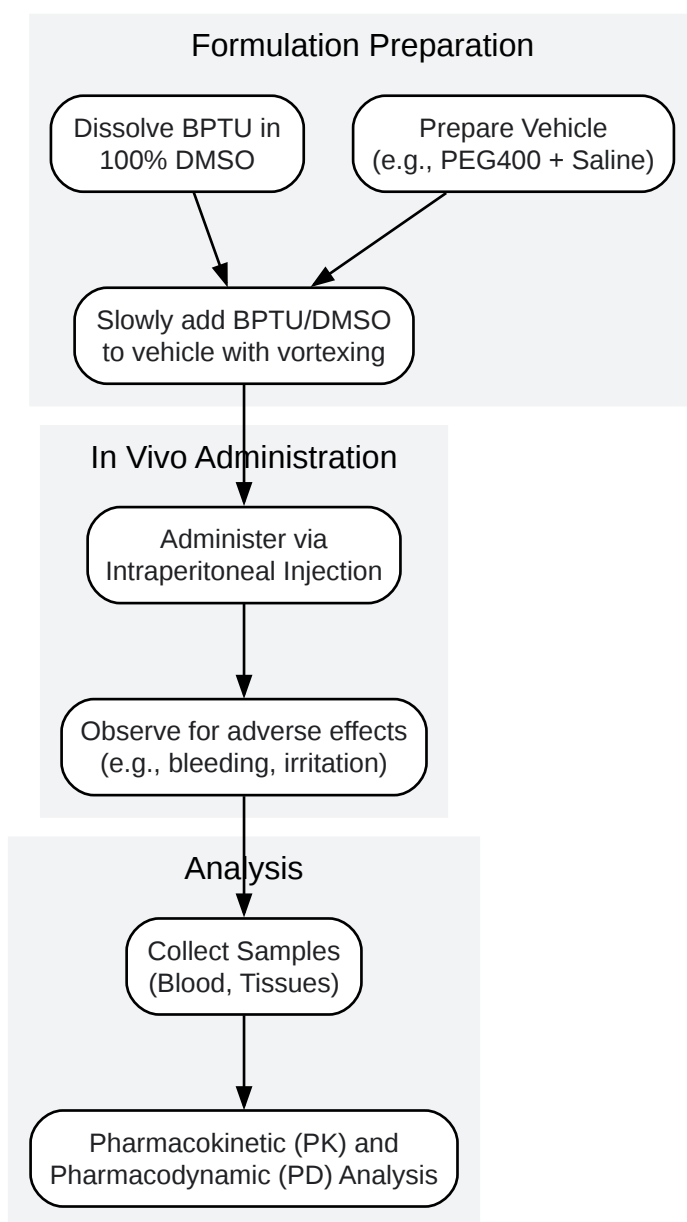 Formulation Preparation
Dissolve BPTU in
100% DMSO
Prepare Vehicle
(e.g., PEG400 + Saline)
Slowly add BPTU/DMSO
to vehicle with vortexing
In Vivo Administration
Administer via
Intraperitoneal Injection
Observe for adverse effects
(e.g., bleeding, irritation)
Analysis
Collect Samples
(Blood, Tissues)
Pharmacokinetic (PK) and
Pharmacodynamic (PD) Analysis